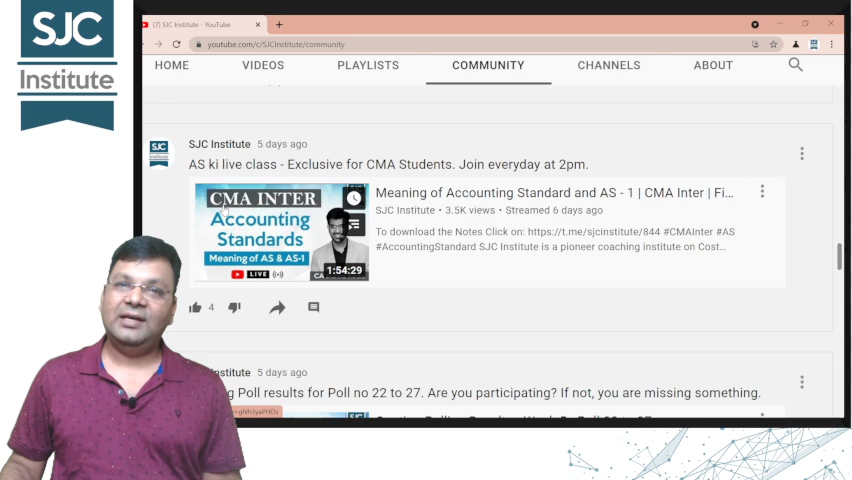 SJC
Institute
(7) SJC Institute - YouTube
youtube.com/c/SJCInstitute/community
HOME VIDEOS PLAYLISTS COMMUNITY CHANNELS ABOUT
SJC Institute 5 days ago
AS ki live class - Exclusive for CMA Students. Join everyday at 2pm.
CMA INTER
Accounting
Standards
Meaning of AS & AS-1
LIVE
CA
1:54:29
Meaning of Accounting Standard and AS - 1 | CMA Inter | Fi...
SJC Institute • 3.5K views • Streamed 6 days ago
To download the Notes Click on: https://t.me/sjcinstitute/844 #CMAInter #AS
#AccountingStandard SJC Institute is a pioneer coaching institute on Cost...
4
Institute 5 days ago
Poll results for Poll no 22 to 27. Are you participating? If not, you are missing something.